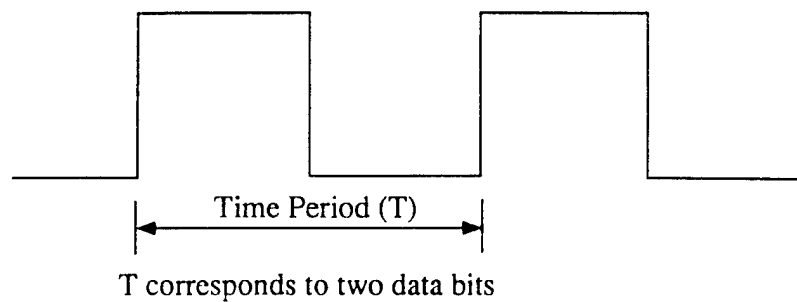 Time Period (T)
T corresponds to two data bits